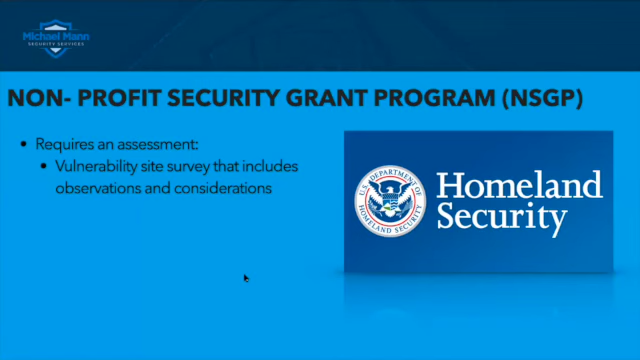 Michael Mann
SECURITY SERVICES
NON- PROFIT SECURITY GRANT PROGRAM (NSGP)
• Requires an assessment:
• Vulnerability site survey that includes
observations and considerations
U.S. DEPARTMENT OF
HOMELAND SECURITY
Homeland
Security